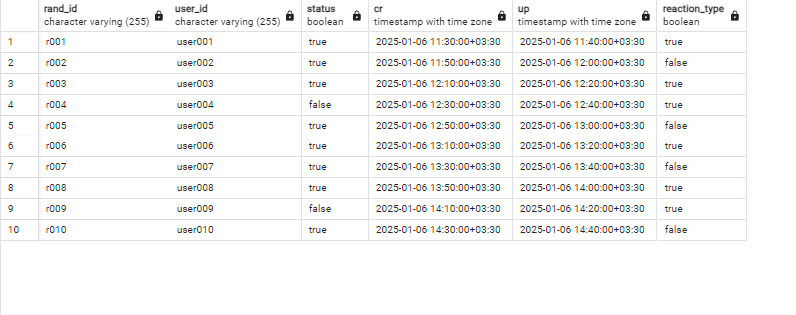 rand_id user_id status cr up reaction_type
character varying (255) character varying (255) boolean timestamp with time zone timestamp with time zone boolean
1 r001 user001 true 2025-01-06 11:30:00+03:30 2025-01-06 11:40:00+03:30 true
2 r002 user002 true 2025-01-06 11:50:00+03:30 2025-01-06 12:00:00+03:30 false
3 r003 user003 true 2025-01-06 12:10:00+03:30 2025-01-06 12:20:00+03:30 true
4 r004 user004 false 2025-01-06 12:30:00+03:30 2025-01-06 12:40:00+03:30 true
5 r005 user005 true 2025-01-06 12:50:00+03:30 2025-01-06 13:00:00+03:30 false
6 r006 user006 true 2025-01-06 13:10:00+03:30 2025-01-06 13:20:00+03:30 true
7 r007 user007 true 2025-01-06 13:30:00+03:30 2025-01-06 13:40:00+03:30 false
8 r008 user008 true 2025-01-06 13:50:00+03:30 2025-01-06 14:00:00+03:30 true
9 r009 user009 false 2025-01-06 14:10:00+03:30 2025-01-06 14:20:00+03:30 true
10 r010 user010 true 2025-01-06 14:30:00+03:30 2025-01-06 14:40:00+03:30 false